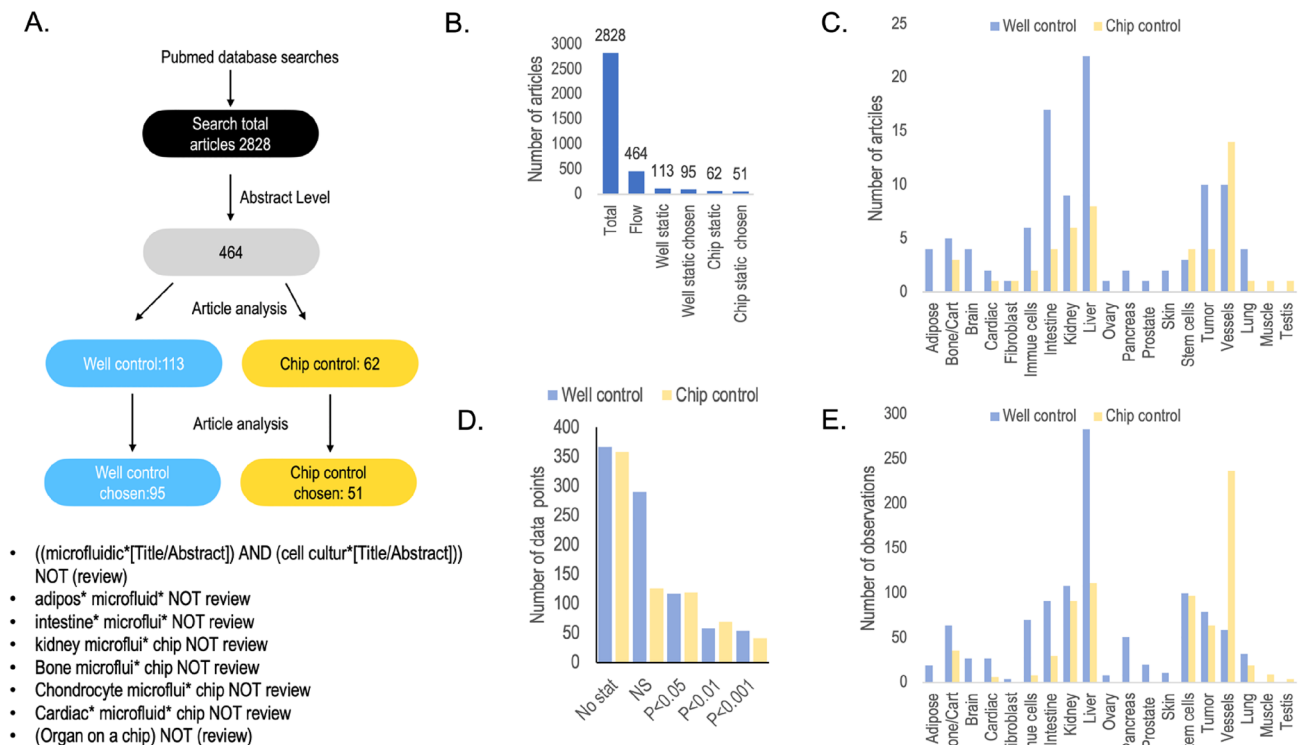 A.
Pubmed database searches
Search total
articles 2828
Abstract Level
464
Article analysis
Well control:113
Chip control: 62
Article analysis
Well control
chosen:95
Chip control
chosen: 51
• ((microfluidic*[Title/Abstract]) AND (cell cultur*[Title/Abstract]))
NOT (review)
• adipos* microfluid* NOT review
• intestine* microflui* NOT review
• kidney microflui* chip NOT review
• Bone microflui* chip NOT review
• Chondrocyte microflui* chip NOT review
• Cardiac* microfluid* chip NOT review
• (Organ on a chip) NOT (review)
B.
Number of articles
3000
2500
2000
1500
1000
500
0
2828
464
113
95
62
51
Total
Flow
Well static
Well static chosen
Chip static
Chip static chosen
C.
Well control
Chip control
Number of artciles
25
20
15
10
5
0
Adipose
Bone/Cart
Brain
Cardiac
Fibroblast
Immue cells
Intestine
Kidney
Liver
Ovary
Pancreas
Prostate
Skin
Stem cells
Tumor
Vessels
Lung
Muscle
Testis
D.
Well control
Chip control
Number of data points
400
350
300
250
200
150
100
50
0
No stat
NS
P<0.05
P<0.01
P<0.001
E.
Well control
Chip control
Number of observations
300
250
200
150
100
50
0
Adipose
Bone/Cart
Brain
Cardiac
Fibroblast
nue cells
Intestine
Kidney
Liver
Ovary
Pancreas
Prostate
Skin
Stem cells
Tumor
Vessels
Lung
Muscle
Testis